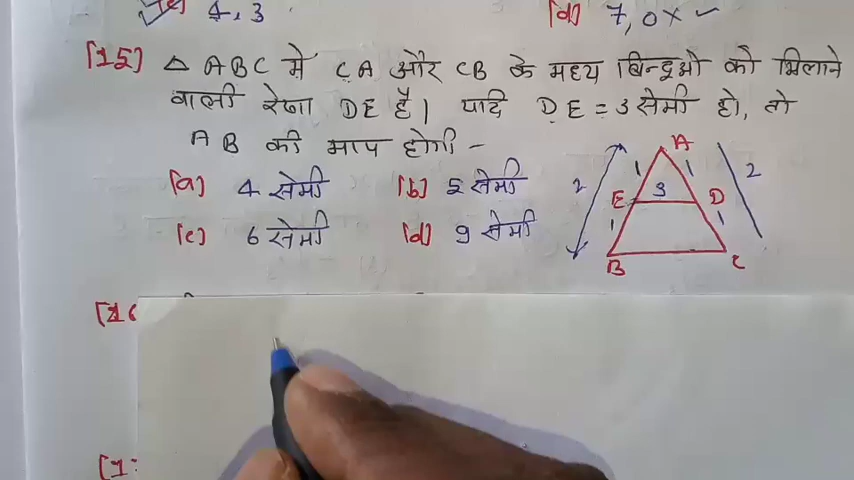 4, 3
[d] 7, 0 x
[15] △ ABC में CA और CB के मध्य बिन्दुओ को मिलाने
वाली रेखा DE है। यदि DE = 3 सेमी हो, तो
AB की माप होगी -
[a] 4 सेमी [b] 5 सेमी
[c] 6 सेमी [d] 9 सेमी
A
2 1 1 2
E 3 D
1 1
B C